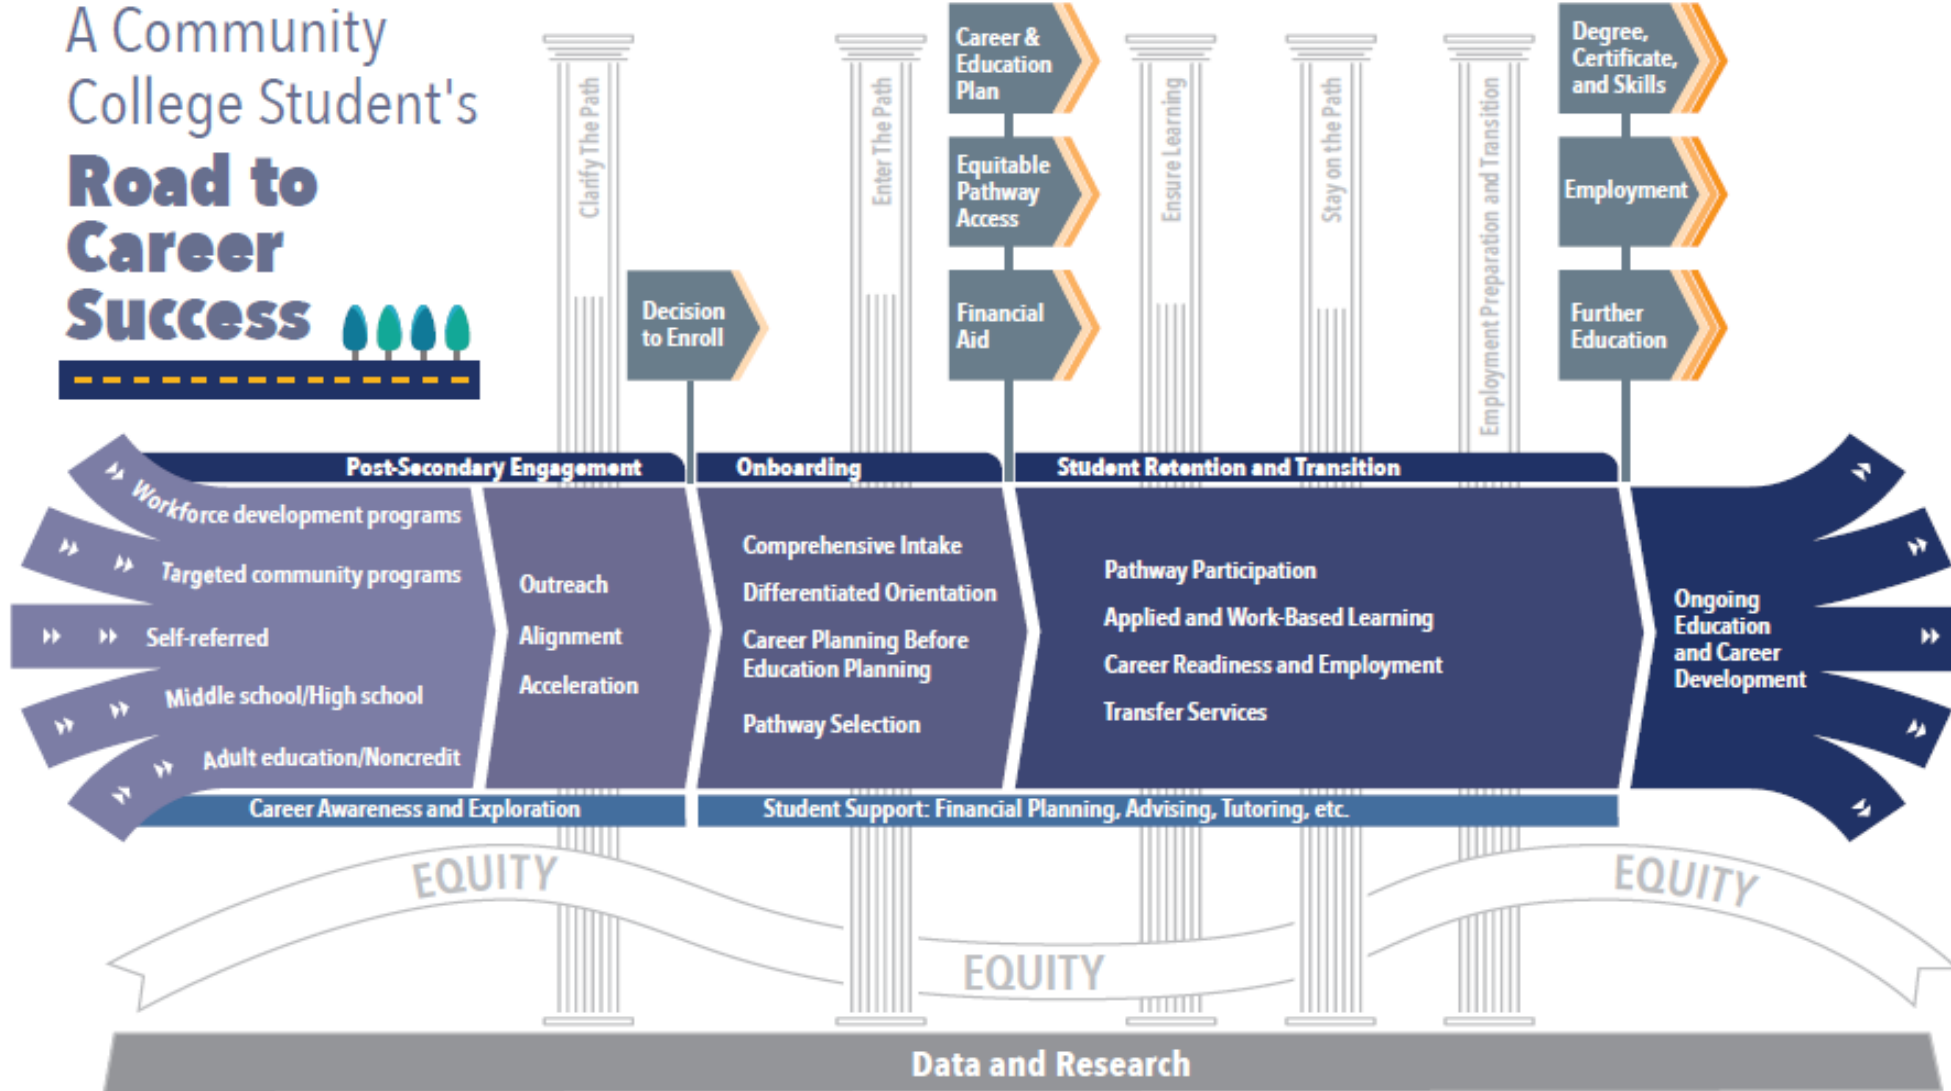 A Community
College Student's
Road to
Career
Success
Clarify The Path
Enter The Path
Ensure Learning
Stay on the Path
Employment Preparation and Transition
Decision
to Enroll
Career &
Education
Plan
Equitable
Pathway
Access
Financial
Aid
Degree,
Certificate,
and Skills
Employment
Further
Education
Post-Secondary Engagement
Onboarding
Student Retention and Transition
Workforce development programs
Targeted community programs
Self-referred
Middle school/High school
Adult education/Noncredit
Outreach
Alignment
Acceleration
Comprehensive Intake
Differentiated Orientation
Career Planning Before
Education Planning
Pathway Selection
Pathway Participation
Applied and Work-Based Learning
Career Readiness and Employment
Transfer Services
Ongoing
Education
and Career
Development
Career Awareness and Exploration
Student Support: Financial Planning, Advising, Tutoring, etc.
EQUITY
EQUITY
EQUITY
Data and Research